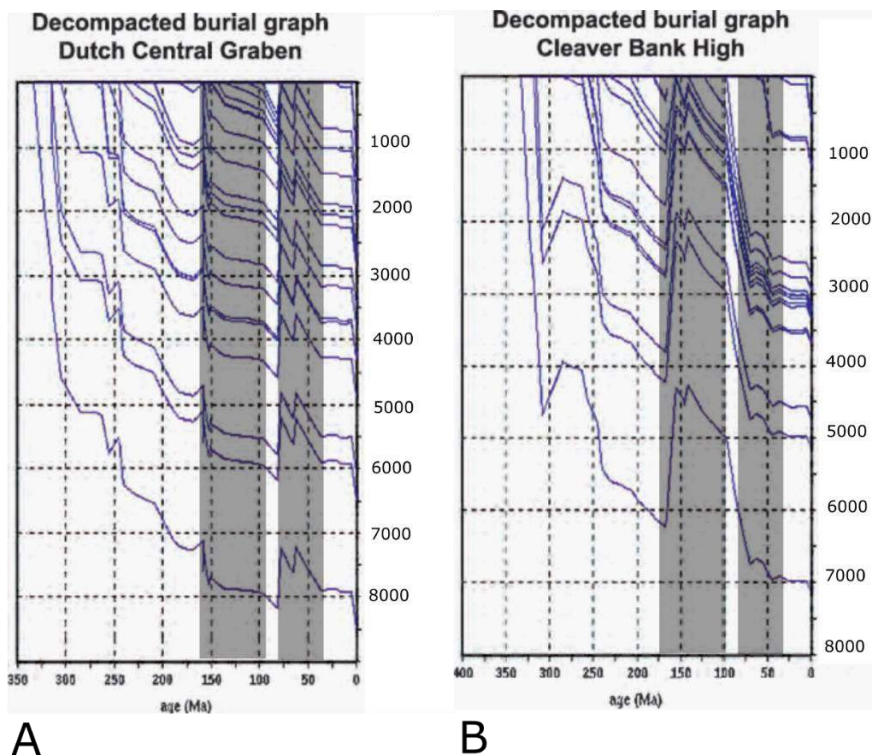 Decompacted burial graph
Dutch Central Graben
1000
2000
3000
4000
5000
6000
7000
8000
350 300 250 200 150 100 50 0
age (Ma)
A
Decompacted burial graph
Cleaver Bank High
1000
2000
3000
4000
5000
6000
7000
8000
400 350 300 250 200 150 100 50 0
age (Ma)
B